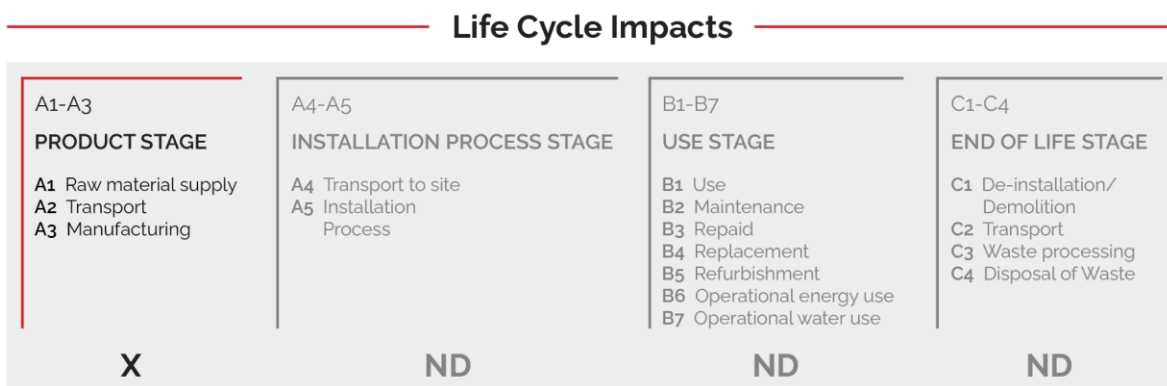 Life Cycle Impacts
A1-A3
PRODUCT STAGE
A1 Raw material supply
A2 Transport
A3 Manufacturing
X
A4-A5
INSTALLATION PROCESS STAGE
A4 Transport to site
A5 Installation
Process
ND
B1-B7
USE STAGE
B1 Use
B2 Maintenance
B3 Repaid
B4 Replacement
B5 Refurbishment
B6 Operational energy use
B7 Operational water use
ND
C1-C4
END OF LIFE STAGE
C1 De-installation/
Demolition
C2 Transport
C3 Waste processing
C4 Disposal of Waste
ND